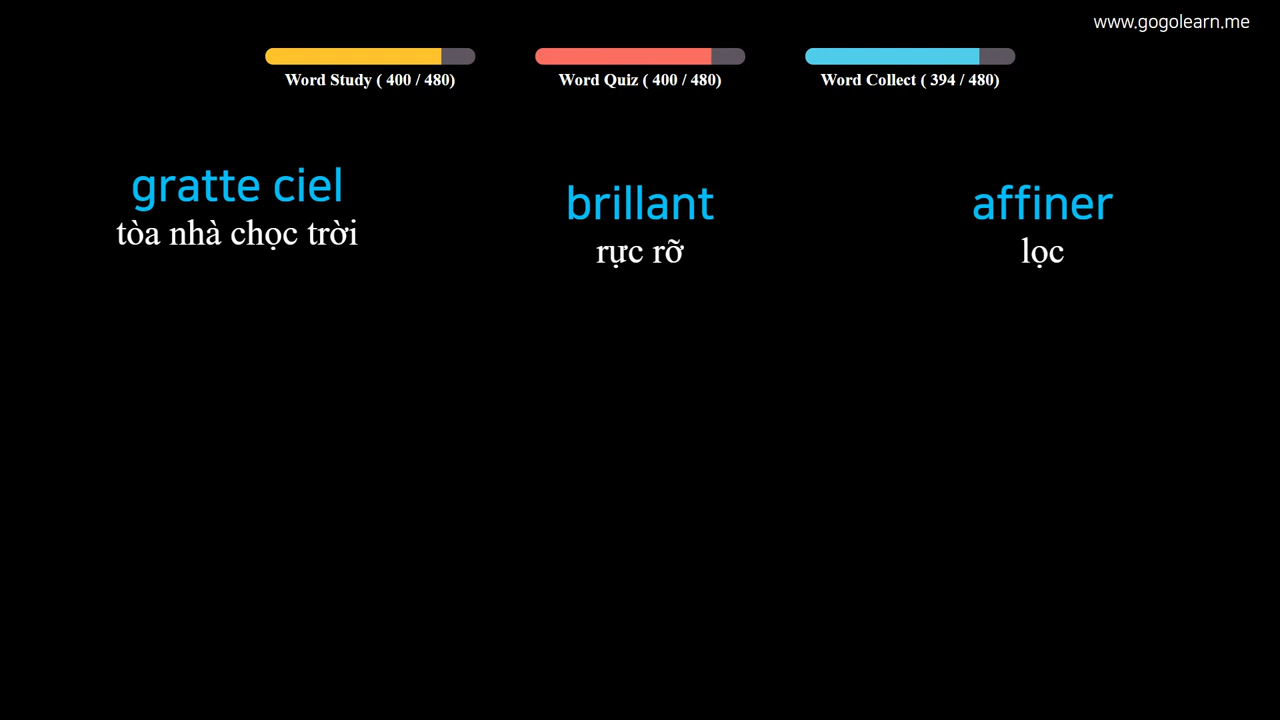 www.gogolearn.me
Word Study ( 400 / 480)
Word Quiz ( 400 / 480)
Word Collect ( 394 / 480)
gratte ciel
tòa nhà chọc trời
brillant
rực rỡ
affiner
lọc